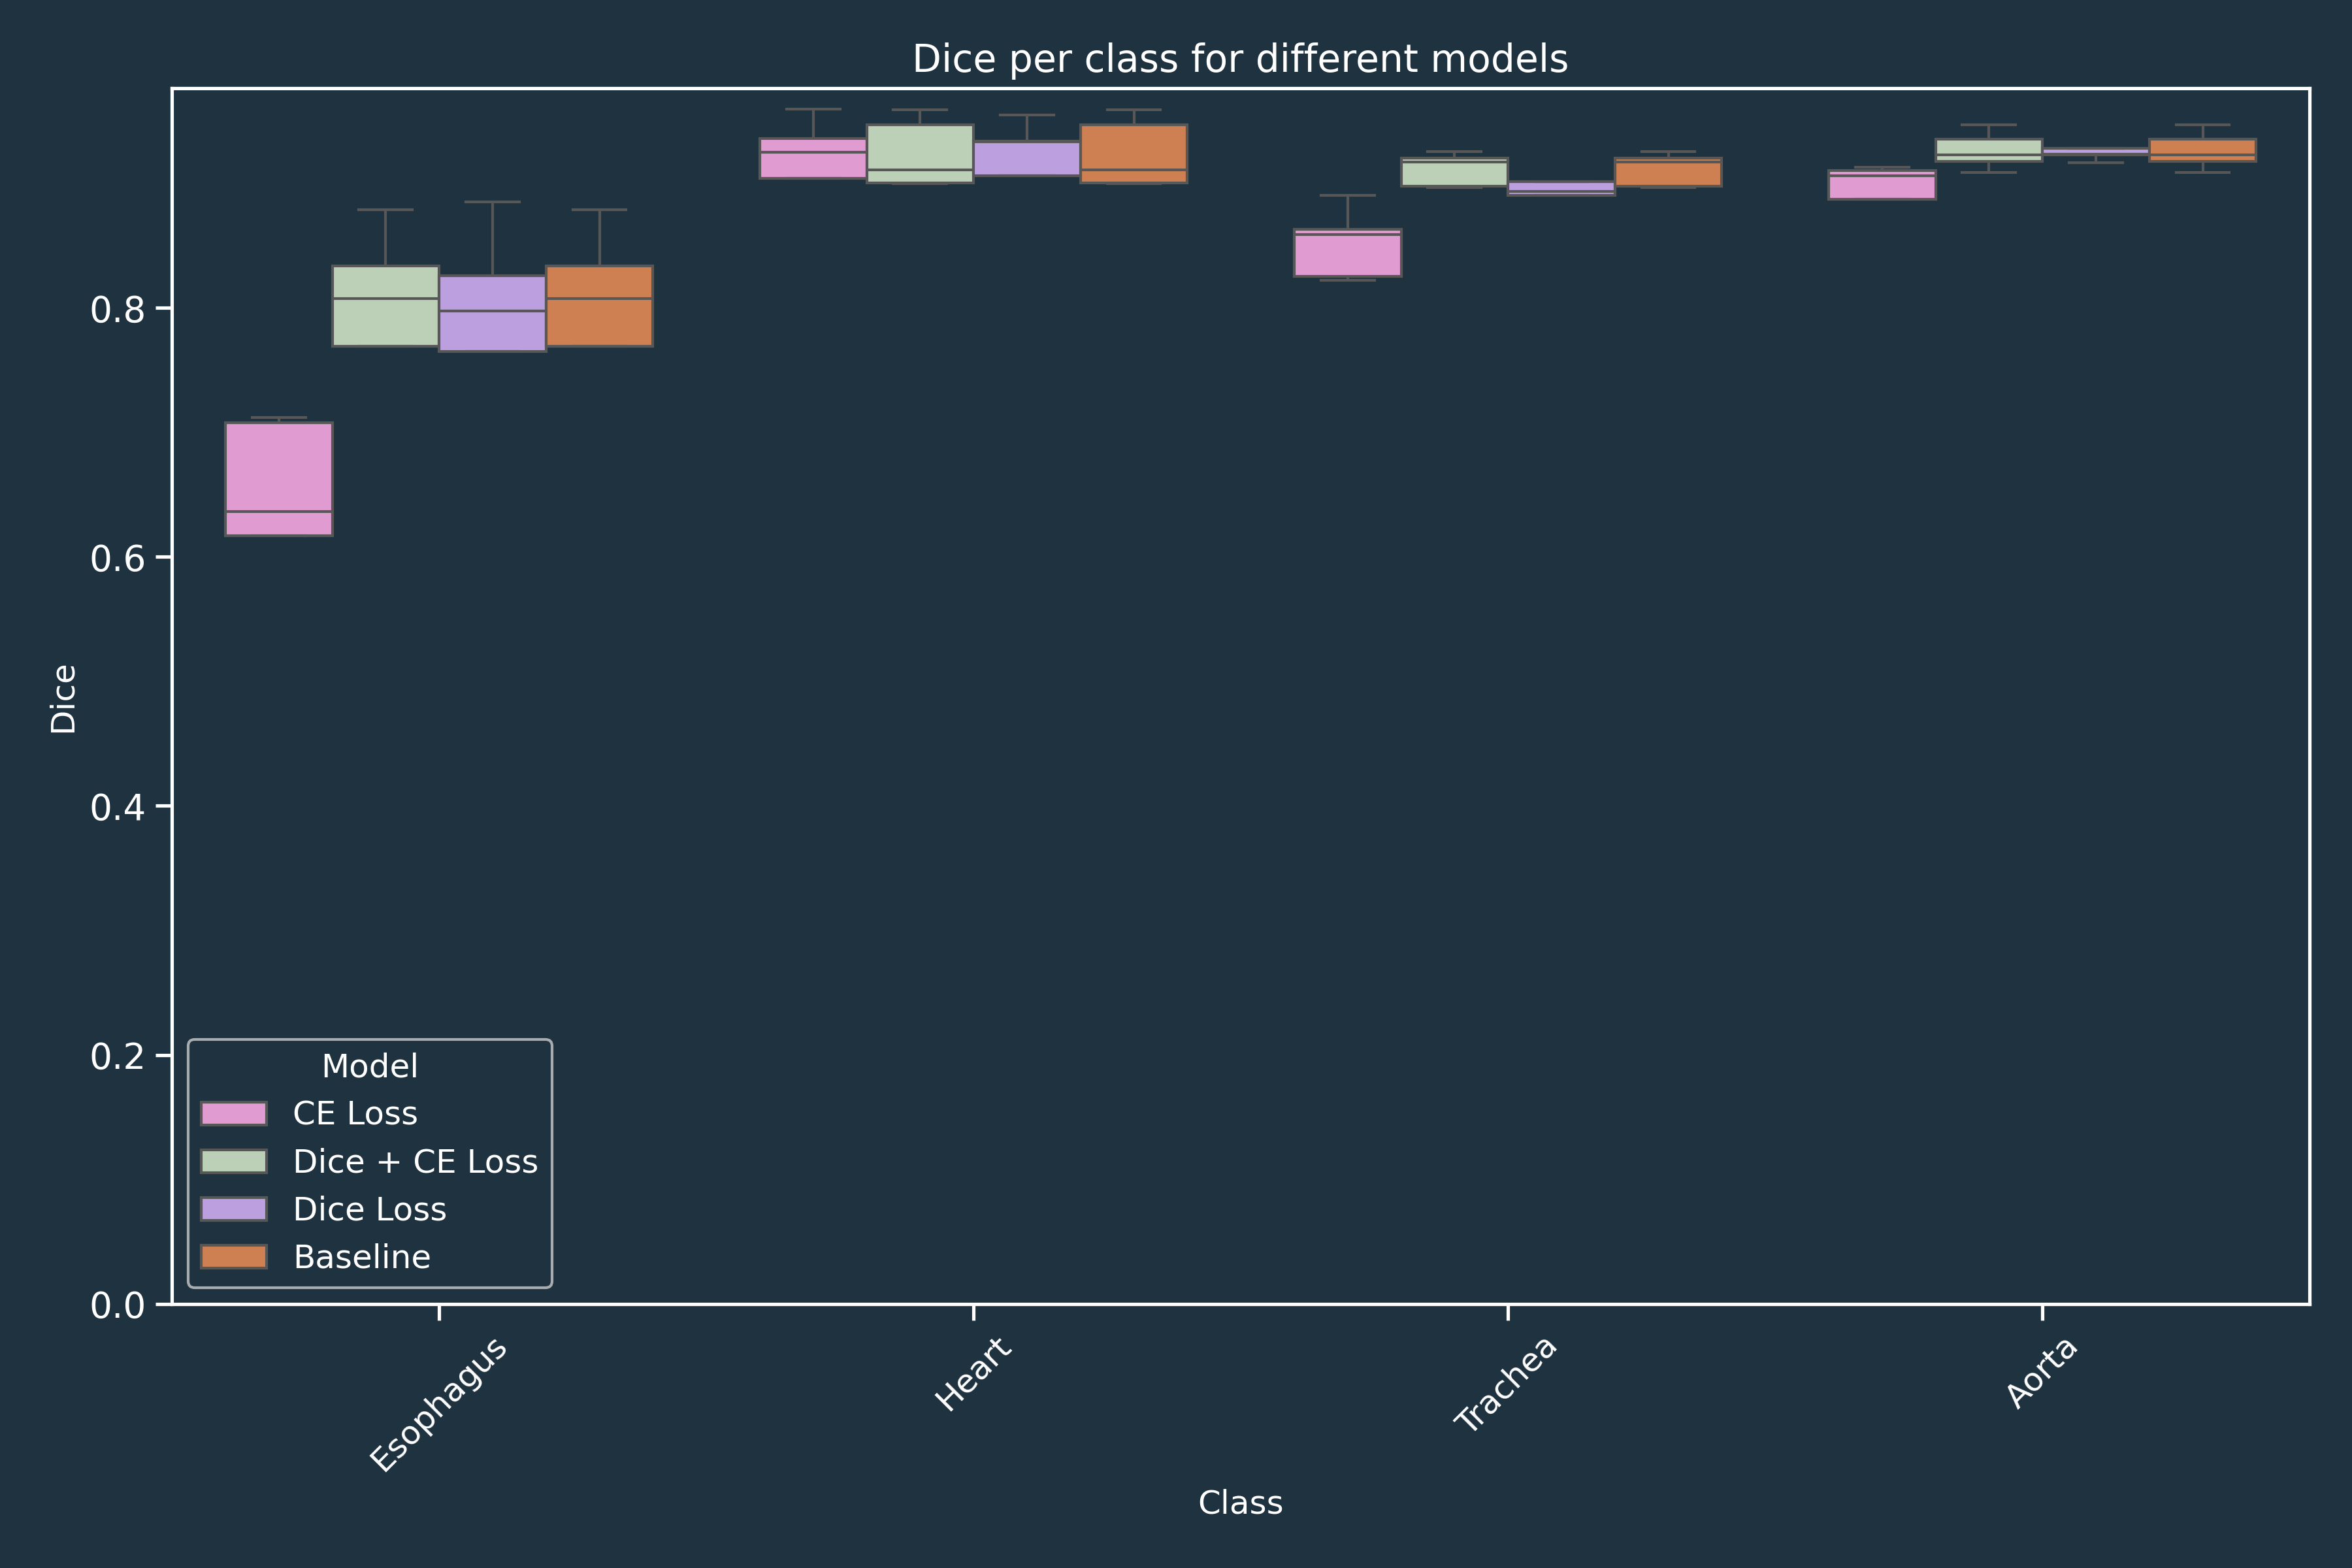 Dice per class for different models
Dice
0.8
0.6
0.4
0.2
0.0
Model
CE Loss
Dice + CE Loss
Dice Loss
Baseline
Esophagus
Heart
Trachea
Aorta
Class